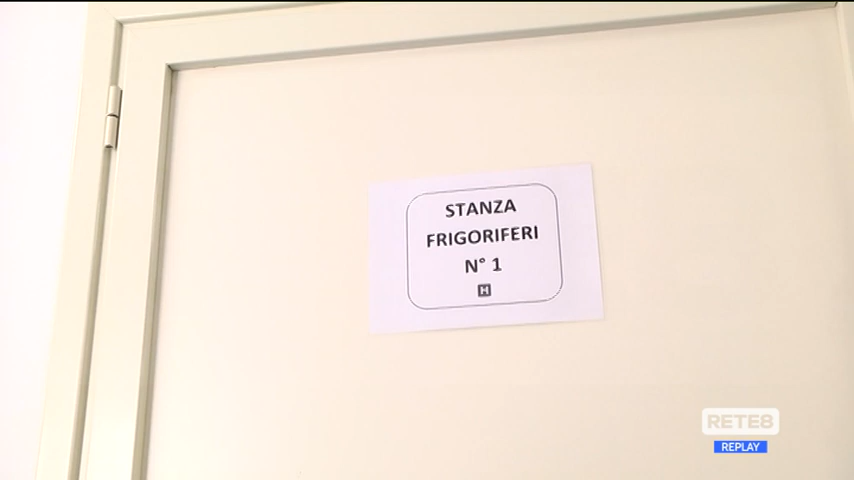 STANZA
FRIGORIFERI
N° 1
H
RETE8
REPLAY